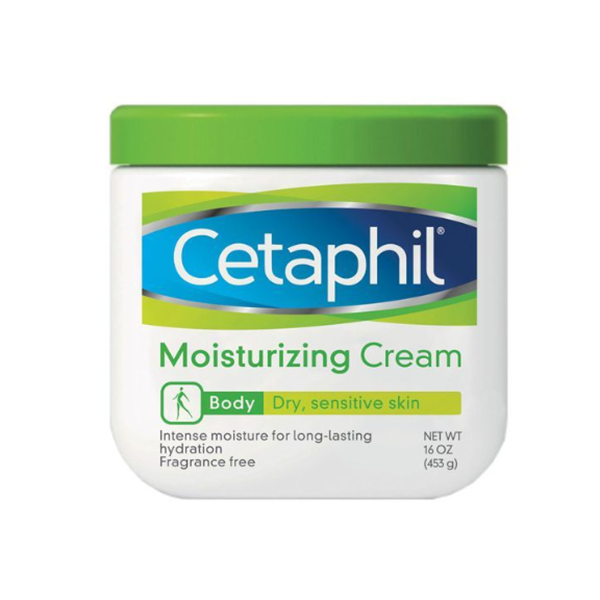 Cetaphil®
Moisturizing Cream
Body Dry, sensitive skin
Intense moisture for long-lasting
hydration
Fragrance free
NET WT
16 OZ
(453 g)